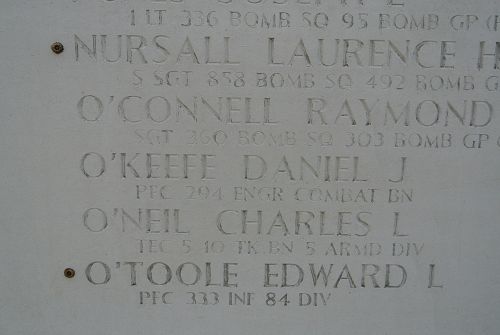 1 LT 336 BOMB SQ 95 BOMB GP
NURSALL LAURENCE H
S SGT 858 BOMB SQ 492 BOMB G
O'CONNELL RAYMOND
SGT 360 BOMB SQ 303 BOMB GP
O'KEEFE DANIEL J
PFC 294 ENGR COMBAT BN
O'NEIL CHARLES L
TEC 5 10 TK BN 5 ARMD DIV
O'TOOLE EDWARD L
PFC 333 INF 84 DIV